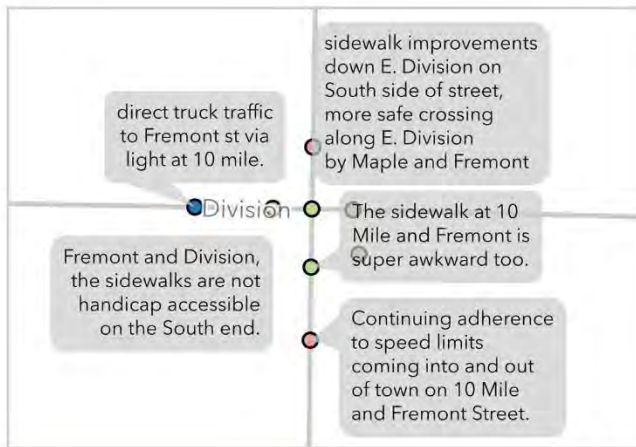 sidewalk improvements
down E. Division on
South side of street,
more safe crossing
along E. Division
by Maple and Fremont
direct truck traffic
to Fremont st via
light at 10 mile.
Division
The sidewalk at 10
Mile and Fremont is
super awkward too.
Fremont and Division,
the sidewalks are not
handicap accessible
on the South end.
Continuing adherence
to speed limits
coming into and out
of town on 10 Mile
and Fremont Street.